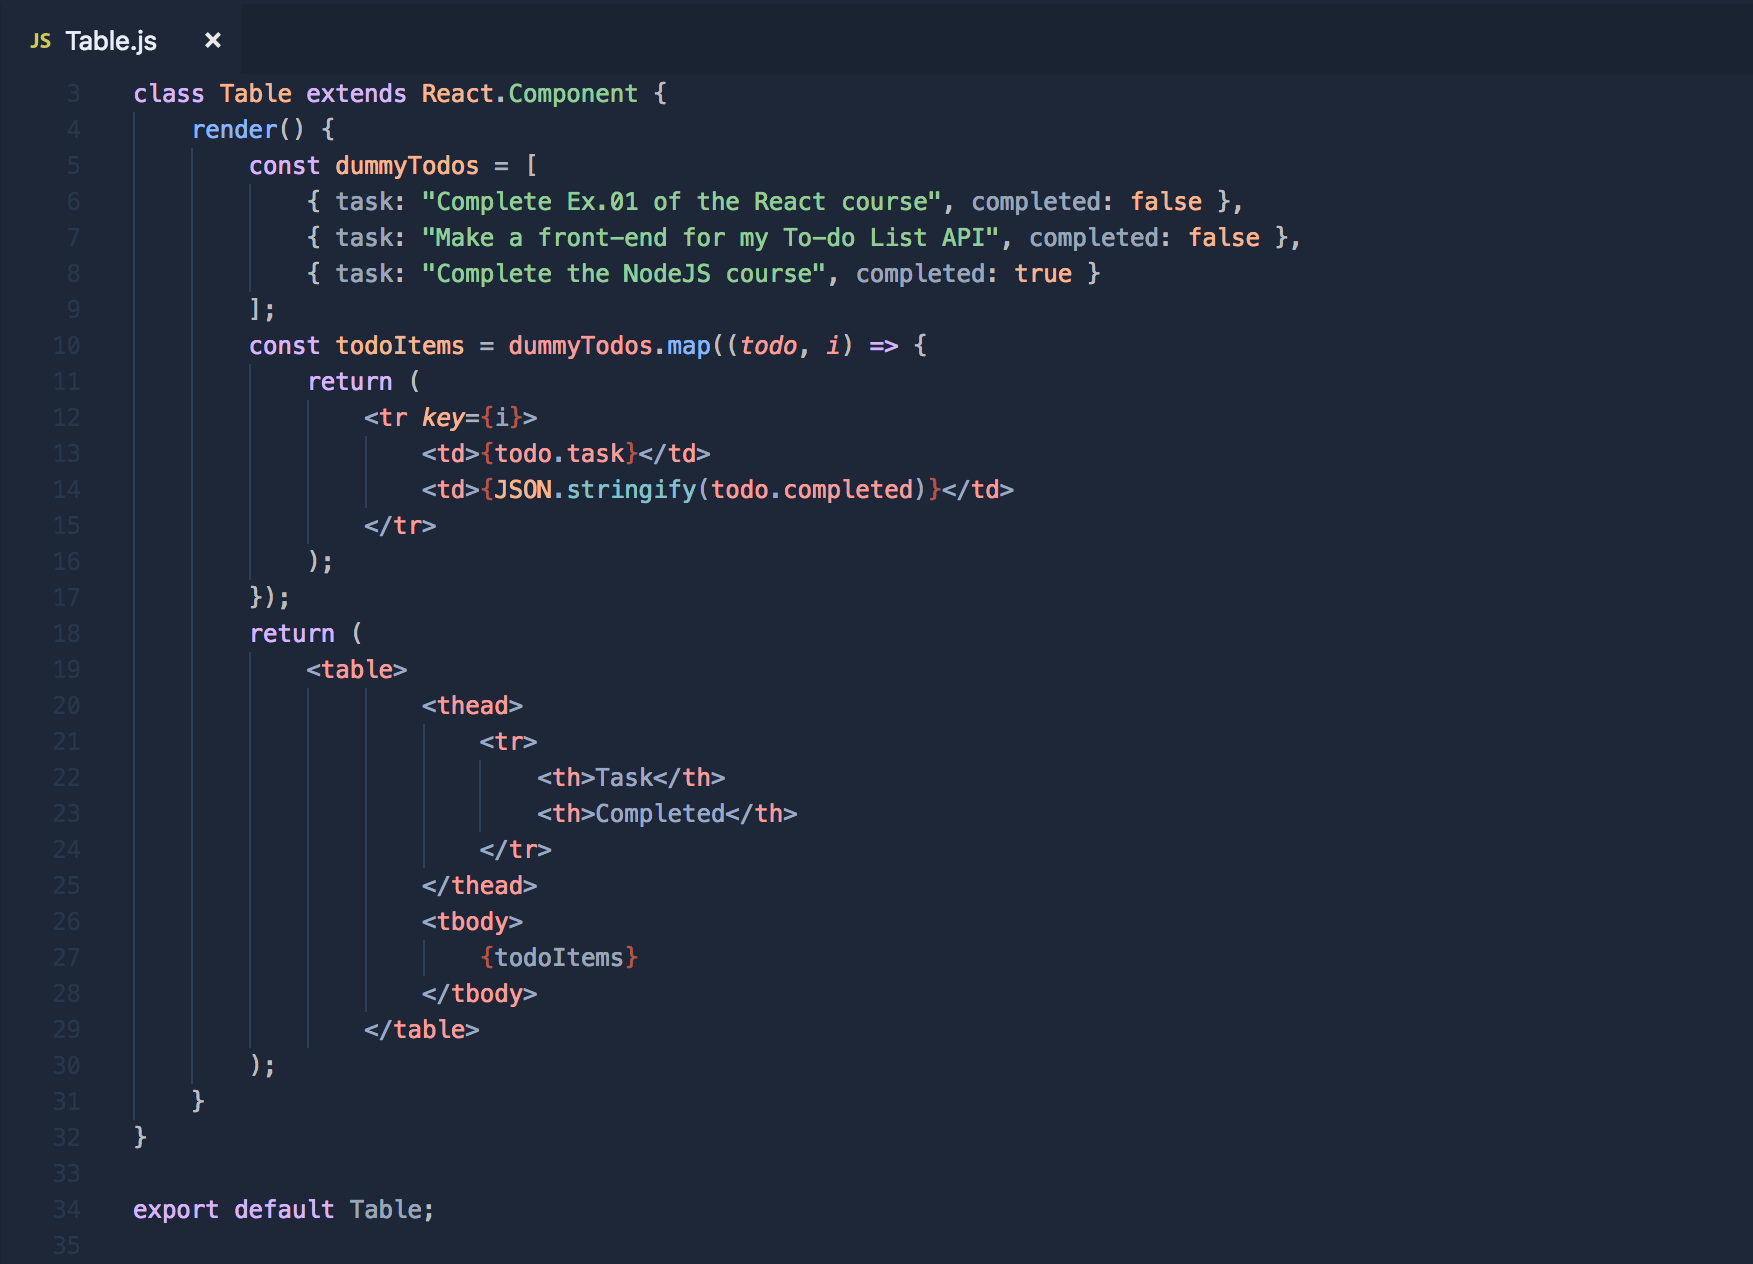 JS Table.js ×
3 class Table extends React.Component {
4     render() {
5         const dummyTodos = [
6             { task: "Complete Ex.01 of the React course", completed: false },
7             { task: "Make a front-end for my To-do List API", completed: false },
8             { task: "Complete the NodeJS course", completed: true }
9         ];
10         const todoItems = dummyTodos.map((todo, i) => {
11             return (
12                 <tr key={i}>
13                     <td>{todo.task}</td>
14                     <td>{JSON.stringify(todo.completed)}</td>
15                 </tr>
16             );
17         });
18         return (
19             <table>
20                     <thead>
21                         <tr>
22                             <th>Task</th>
23                             <th>Completed</th>
24                         </tr>
25                     </thead>
26                     <tbody>
27                         {todoItems}
28                     </tbody>
29                 </table>
30         );
31     }
32 }
33
34 export default Table;
35